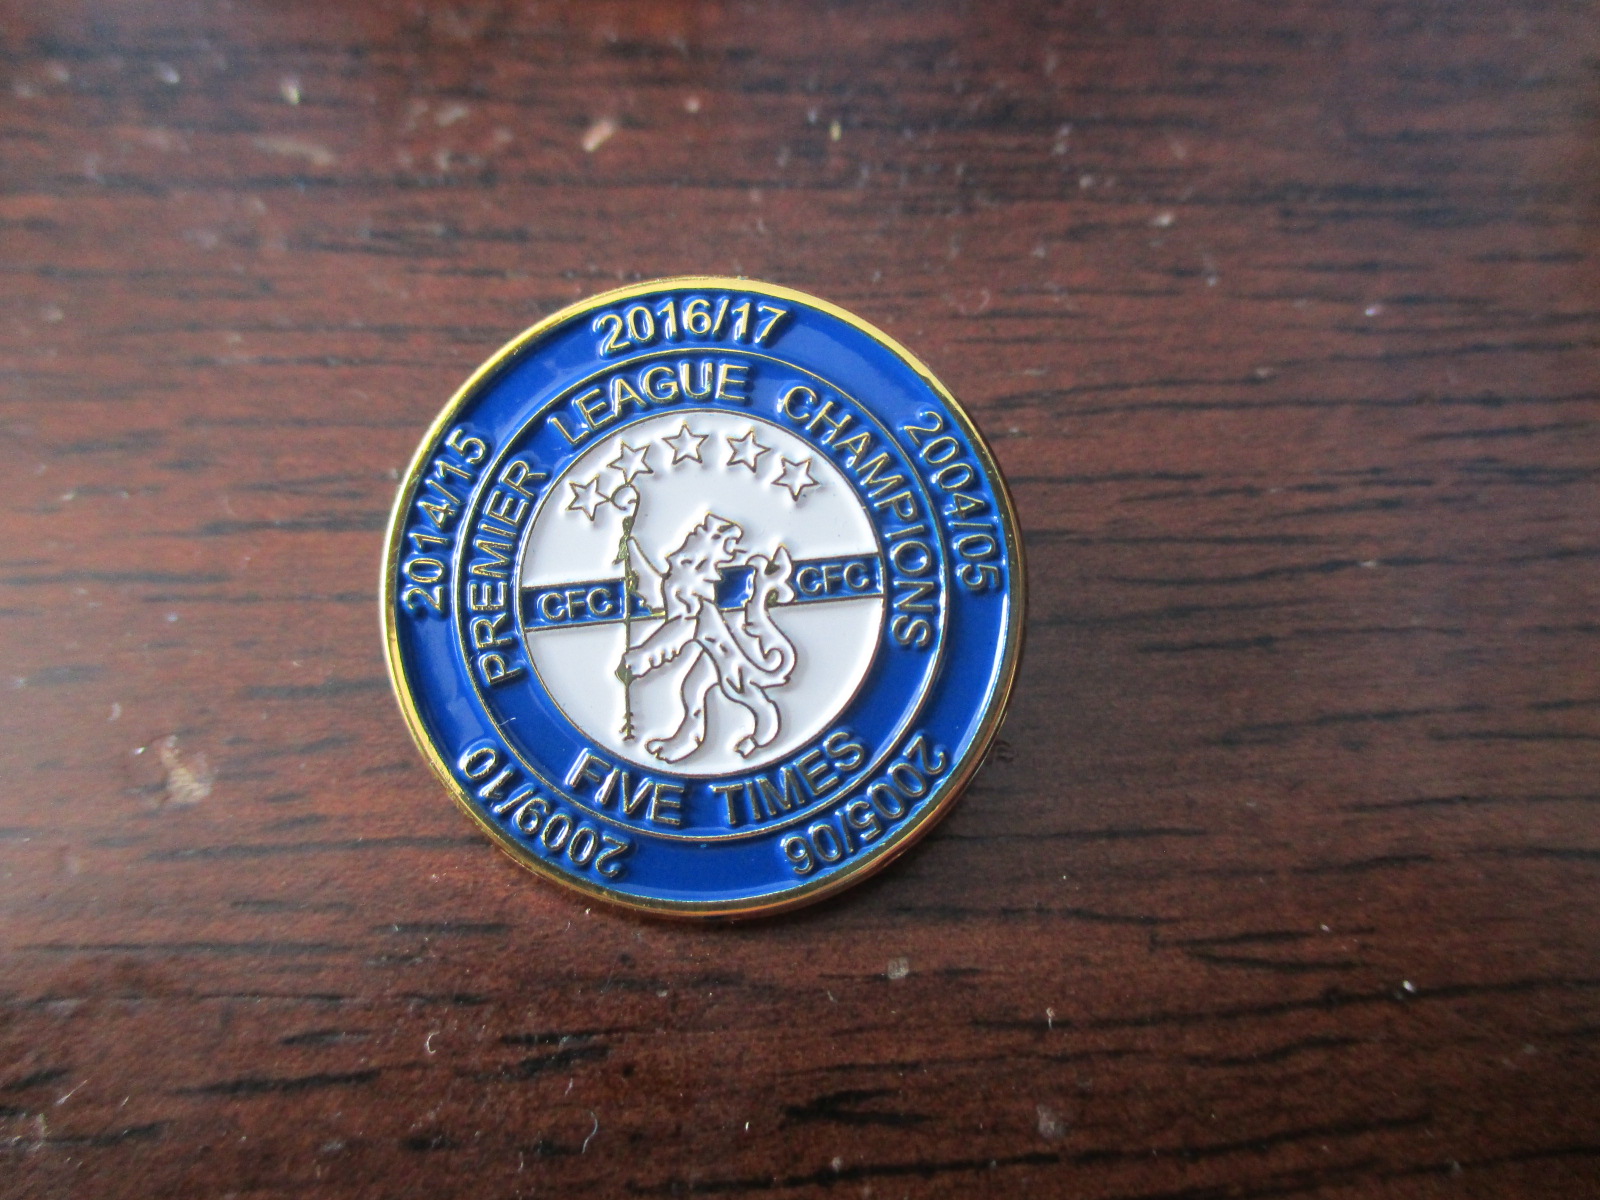 2016/17
2004/05
2005/06
2009/10
2014/15
PREMIER LEAGUE CHAMPIONS
FIVE TIMES
CFC CFC